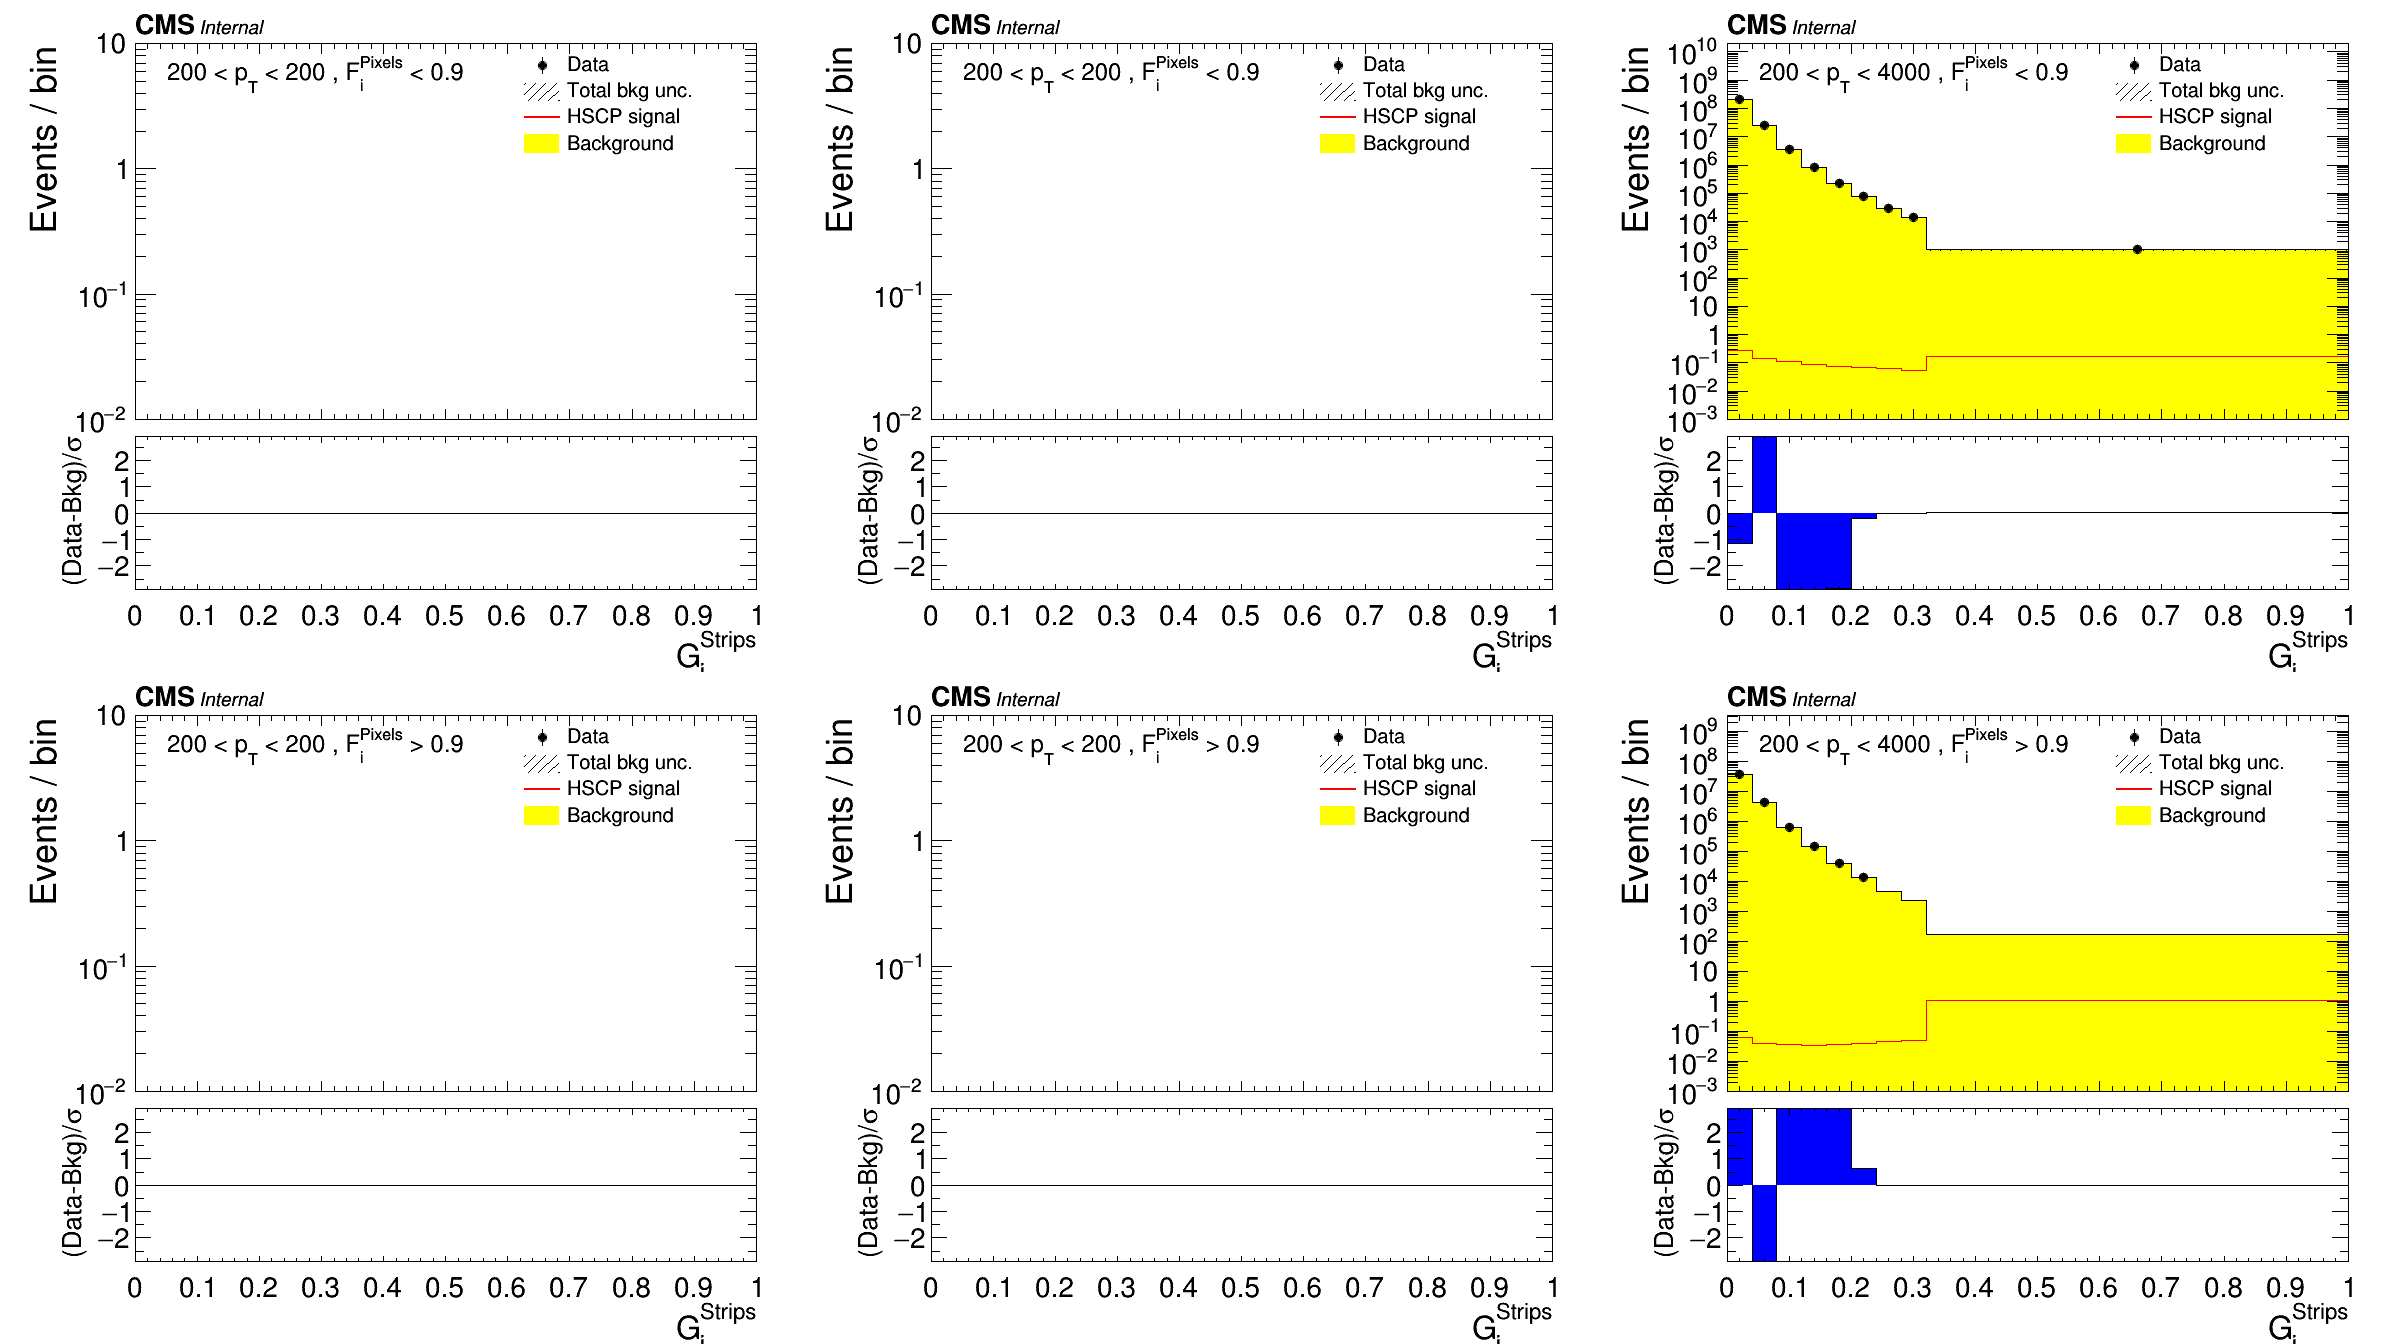 CMS Internal
Events / bin
200 < p_T < 200 , F_i^Pixels < 0.9
Data
Total bkg unc.
HSCP signal
Background
10
1
10^−1
10^−2
(Data-Bkg)/σ
2
1
0
−1
−2
0 0.1 0.2 0.3 0.4 0.5 0.6 0.7 0.8 0.9 1
G_i^Strips
CMS Internal
Events / bin
200 < p_T < 200 , F_i^Pixels < 0.9
Data
Total bkg unc.
HSCP signal
Background
10
1
10^−1
10^−2
(Data-Bkg)/σ
2
1
0
−1
−2
0 0.1 0.2 0.3 0.4 0.5 0.6 0.7 0.8 0.9 1
G_i^Strips
CMS Internal
Events / bin
200 < p_T < 4000 , F_i^Pixels < 0.9
Data
Total bkg unc.
HSCP signal
Background
10^10
10^9
10^8
10^7
10^6
10^5
10^4
10^3
10^2
10
1
10^−1
10^−2
10^−3
(Data-Bkg)/σ
2
1
0
−1
−2
0 0.1 0.2 0.3 0.4 0.5 0.6 0.7 0.8 0.9 1
G_i^Strips
CMS Internal
Events / bin
200 < p_T < 200 , F_i^Pixels > 0.9
Data
Total bkg unc.
HSCP signal
Background
10
1
10^−1
10^−2
(Data-Bkg)/σ
2
1
0
−1
−2
0 0.1 0.2 0.3 0.4 0.5 0.6 0.7 0.8 0.9 1
G_i^Strips
CMS Internal
Events / bin
200 < p_T < 200 , F_i^Pixels > 0.9
Data
Total bkg unc.
HSCP signal
Background
10
1
10^−1
10^−2
(Data-Bkg)/σ
2
1
0
−1
−2
0 0.1 0.2 0.3 0.4 0.5 0.6 0.7 0.8 0.9 1
G_i^Strips
CMS Internal
Events / bin
200 < p_T < 4000 , F_i^Pixels > 0.9
Data
Total bkg unc.
HSCP signal
Background
10^9
10^8
10^7
10^6
10^5
10^4
10^3
10^2
10
1
10^−1
10^−2
10^−3
(Data-Bkg)/σ
2
1
0
−1
−2
0 0.1 0.2 0.3 0.4 0.5 0.6 0.7 0.8 0.9 1
G_i^Strips